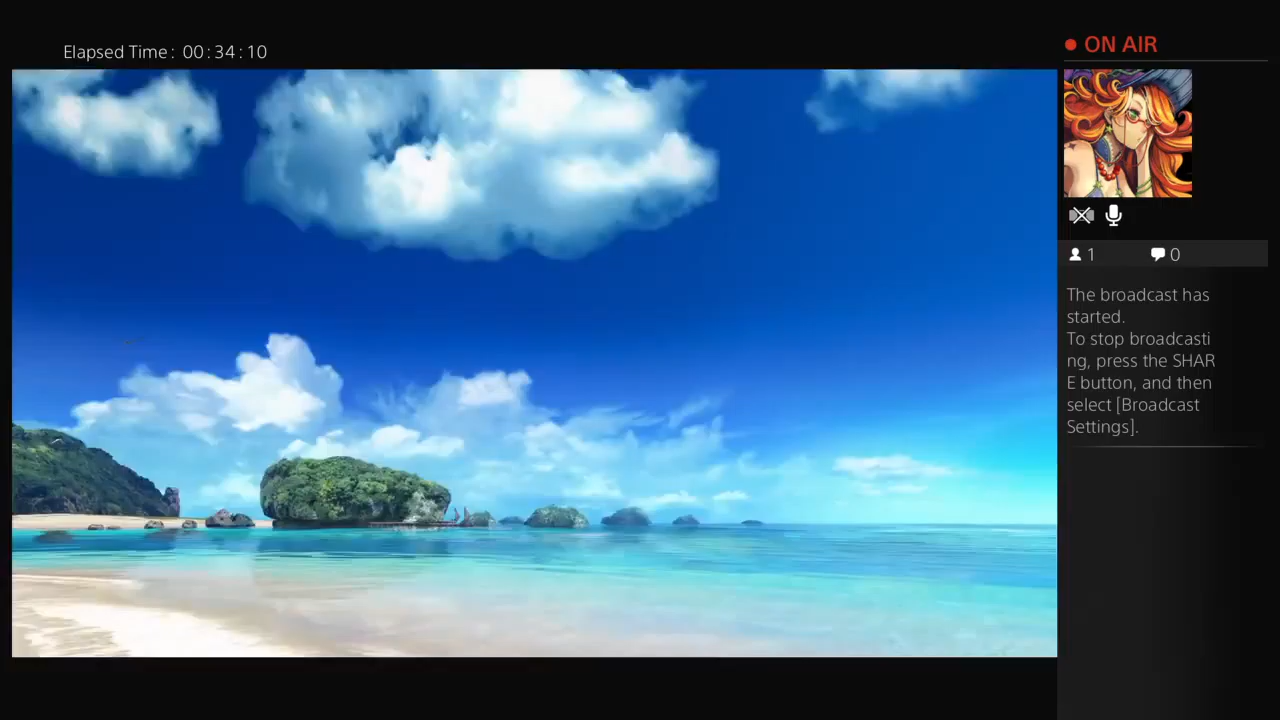 Elapsed Time: 00:34:10
ON AIR
1
0
The broadcast has
started.
To stop broadcasti
ng, press the SHAR
E button, and then
select [Broadcast
Settings].